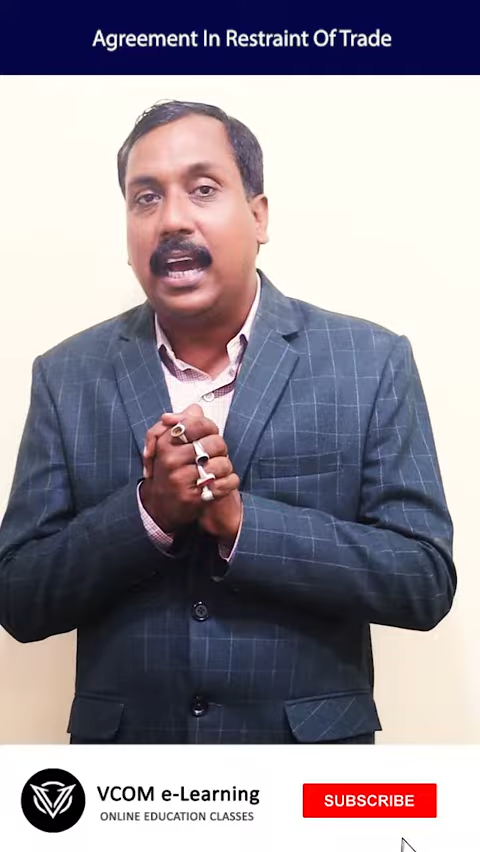 Agreement In Restraint Of Trade
VCOM e-Learning
ONLINE EDUCATION CLASSES
SUBSCRIBE